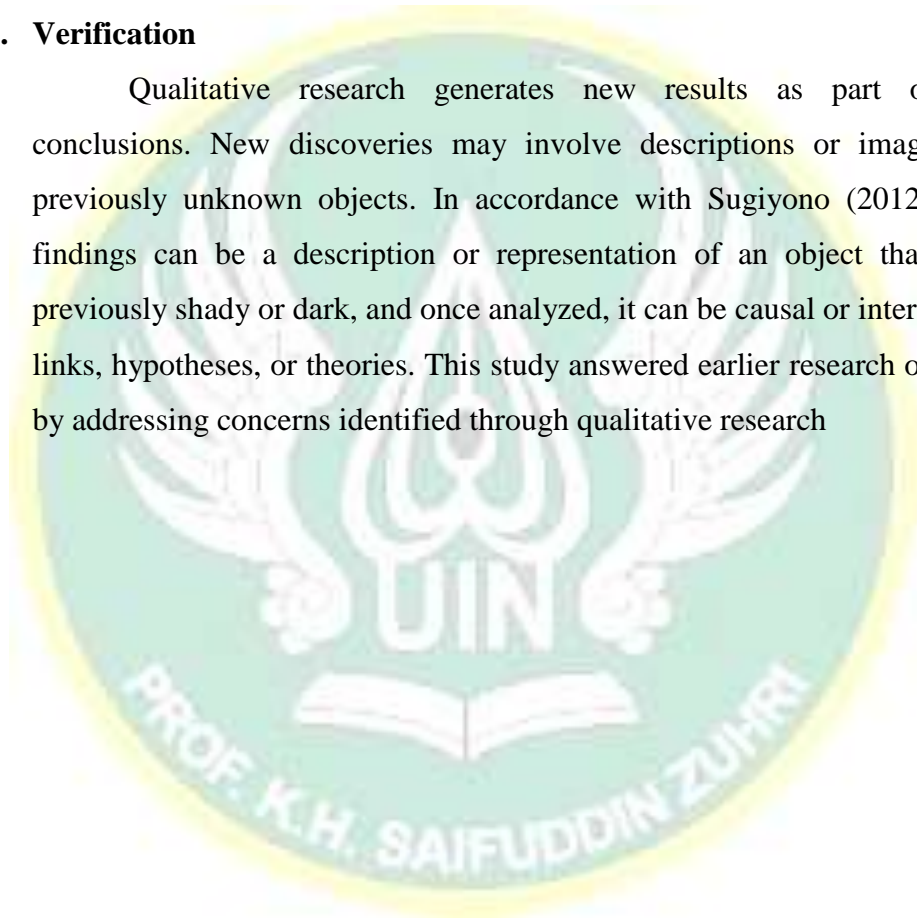 . Verification
Qualitative research generates new results as part
conclusions. New discoveries may involve descriptions or
previously unknown objects. In accordance with Sugiyono (2012
findings can be a description or representation of an object
previously shady or dark, and once analyzed, it can be causal or
links, hypotheses, or theories. This study answered earlier research
by addressing concerns identified through qualitative research
UIN
PROF. K.H. SAIFUDDIN ZUHRI